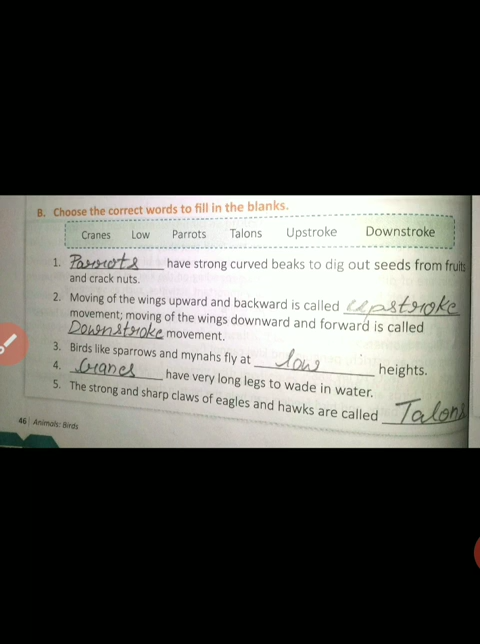 B. Choose the correct words to fill in the blanks.
Cranes Low Parrots Talons Upstroke Downstroke
1. Parrots have strong curved beaks to dig out seeds from fruits
and crack nuts.
2. Moving of the wings upward and backward is called upstroke
movement; moving of the wings downward and forward is called
Downstroke movement.
3. Birds like sparrows and mynahs fly at low heights.
4. Cranes have very long legs to wade in water.
5. The strong and sharp claws of eagles and hawks are called Talons
46 Animals: Birds